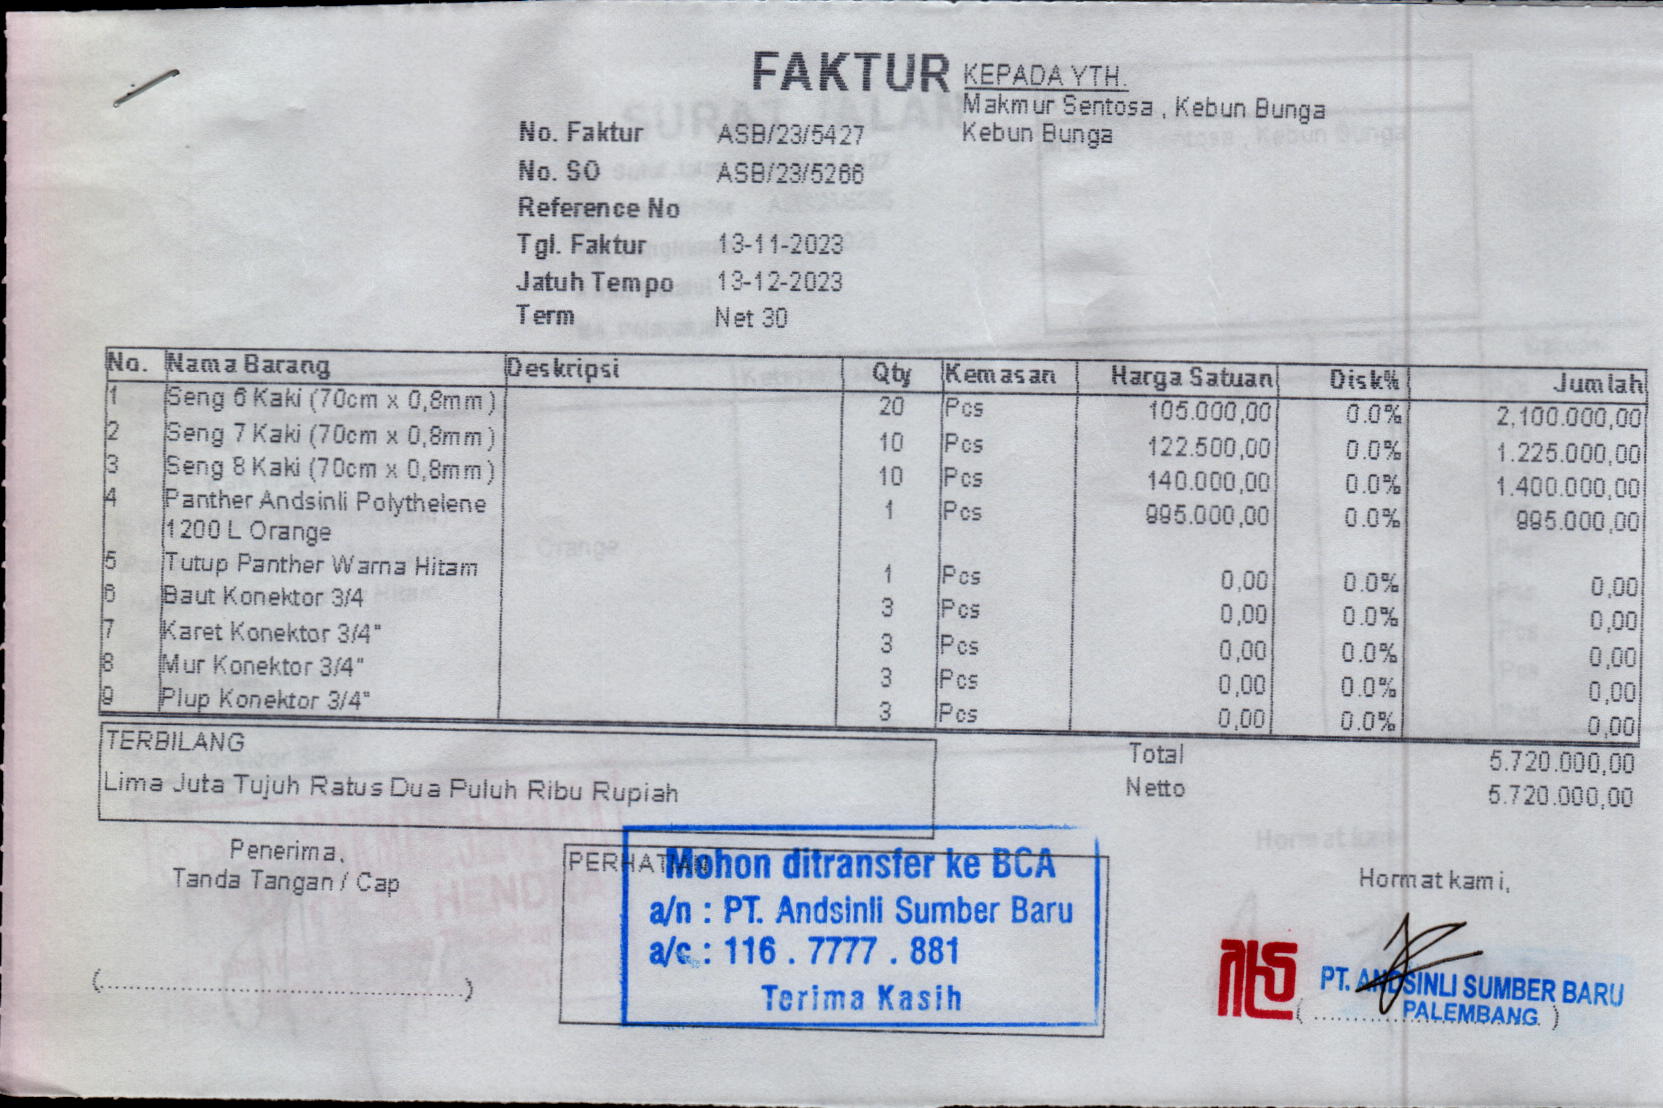 FAKTUR
KEPADA YTH.
Makmur Sentosa , Kebun Bunga
Kebun Bunga
No. Faktur ASB/23/5427
No. SO ASB/23/5266
Reference No
Tgl. Faktur 13-11-2023
Jatuh Tempo 13-12-2023
Term Net 30
No. Nama Barang Deskripsi Qty Kemasan Harga Satuan Disk% Jumlah
1 Seng 6 Kaki (70cm x 0,8mm) 20 Pcs 105.000,00 0.0% 2.100.000,00
2 Seng 7 Kaki (70cm x 0,8mm) 10 Pcs 122.500,00 0.0% 1.225.000,00
3 Seng 8 Kaki (70cm x 0,8mm) 10 Pcs 140.000,00 0.0% 1.400.000,00
4 Panther Andsinli Polythelene 1 Pcs 995.000,00 0.0% 995.000,00
1200 L Orange
5 Tutup Panther Warna Hitam 1 Pcs 0,00 0.0% 0,00
6 Baut Konektor 3/4 3 Pcs 0,00 0.0% 0,00
7 Karet Konektor 3/4" 3 Pcs 0,00 0.0% 0,00
8 Mur Konektor 3/4" 3 Pcs 0,00 0.0% 0,00
9 Plup Konektor 3/4" 3 Pcs 0,00 0.0% 0,00
TERBILANG
Lima Juta Tujuh Ratus Dua Puluh Ribu Rupiah
Total 5.720.000,00
Netto 5.720.000,00
Penerima,
Tanda Tangan / Cap
(..............................................)
PERHATIAN
Mohon ditransfer ke BCA
a/n : PT. Andsinli Sumber Baru
a/c : 116 . 7777 . 881
Terima Kasih
Hormat kami,
PT. ANDSINLI SUMBER BARU
PALEMBANG